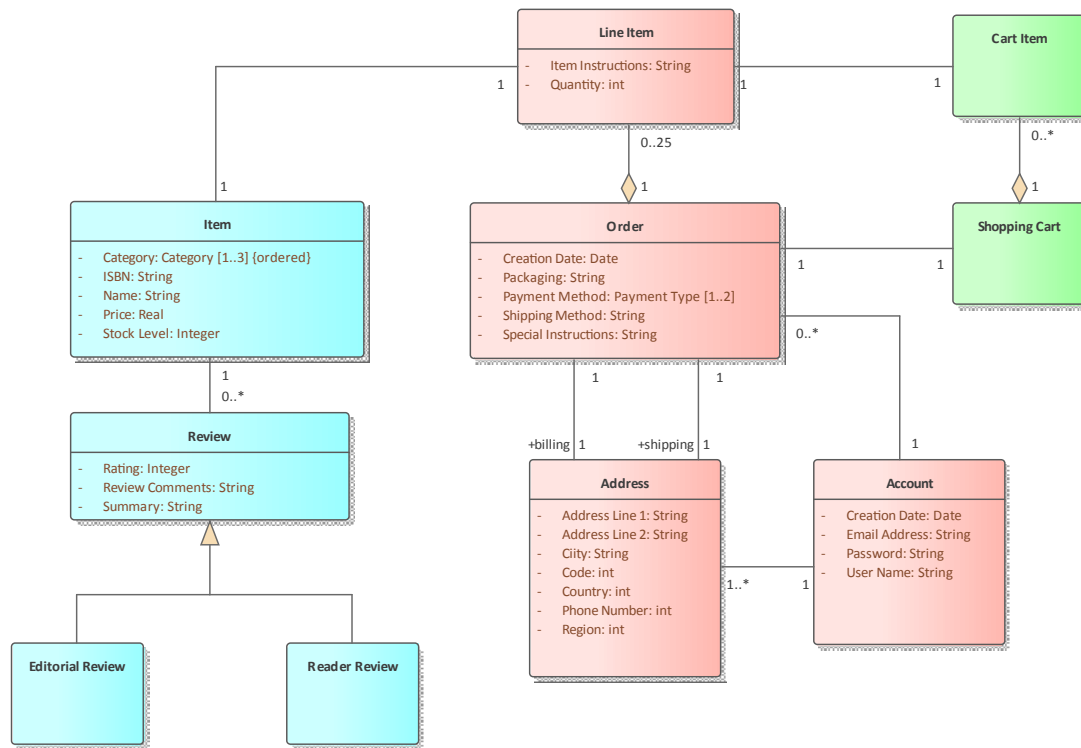 Line Item
- Item Instructions: String
- Quantity: int
Cart Item
1
1
1
1
0..25
1
0..*
1
Item
- Category: Category [1..3] {ordered}
- ISBN: String
- Name: String
- Price: Real
- Stock Level: Integer
Order
- Creation Date: Date
- Packaging: String
- Payment Method: Payment Type [1..2]
- Shipping Method: String
- Special Instructions: String
Shopping Cart
1
1
0..*
1
0..*
1
1
Review
- Rating: Integer
- Review Comments: String
- Summary: String
+billing 1
+shipping 1
1
Address
- Address Line 1: String
- Address Line 2: String
- Ciity: String
- Code: int
- Country: int
- Phone Number: int
- Region: int
Account
- Creation Date: Date
- Email Address: String
- Password: String
- User Name: String
1..*
1
Editorial Review
Reader Review